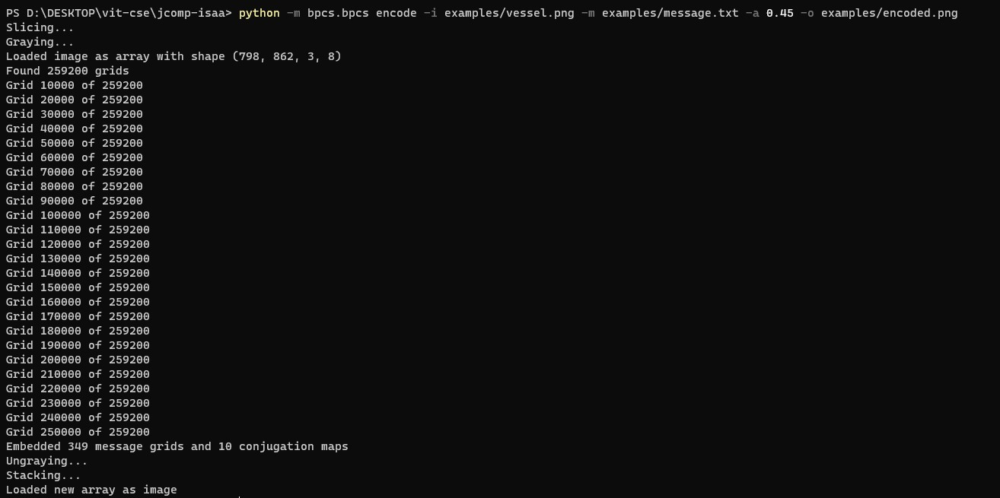 PS D:\DESKTOP\vit-cse\jcomp-isaa> python -m bpcs.bpcs encode -i examples/vessel.png -m examples/message.txt -a 0.45 -o examples/encoded.png
Slicing...
Graying...
Loaded image as array with shape (798, 862, 3, 8)
Found 259200 grids
Grid 10000 of 259200
Grid 20000 of 259200
Grid 30000 of 259200
Grid 40000 of 259200
Grid 50000 of 259200
Grid 60000 of 259200
Grid 70000 of 259200
Grid 80000 of 259200
Grid 90000 of 259200
Grid 100000 of 259200
Grid 110000 of 259200
Grid 120000 of 259200
Grid 130000 of 259200
Grid 140000 of 259200
Grid 150000 of 259200
Grid 160000 of 259200
Grid 170000 of 259200
Grid 180000 of 259200
Grid 190000 of 259200
Grid 200000 of 259200
Grid 210000 of 259200
Grid 220000 of 259200
Grid 230000 of 259200
Grid 240000 of 259200
Grid 250000 of 259200
Embedded 349 message grids and 10 conjugation maps
Ungraying...
Stacking...
Loaded new array as image